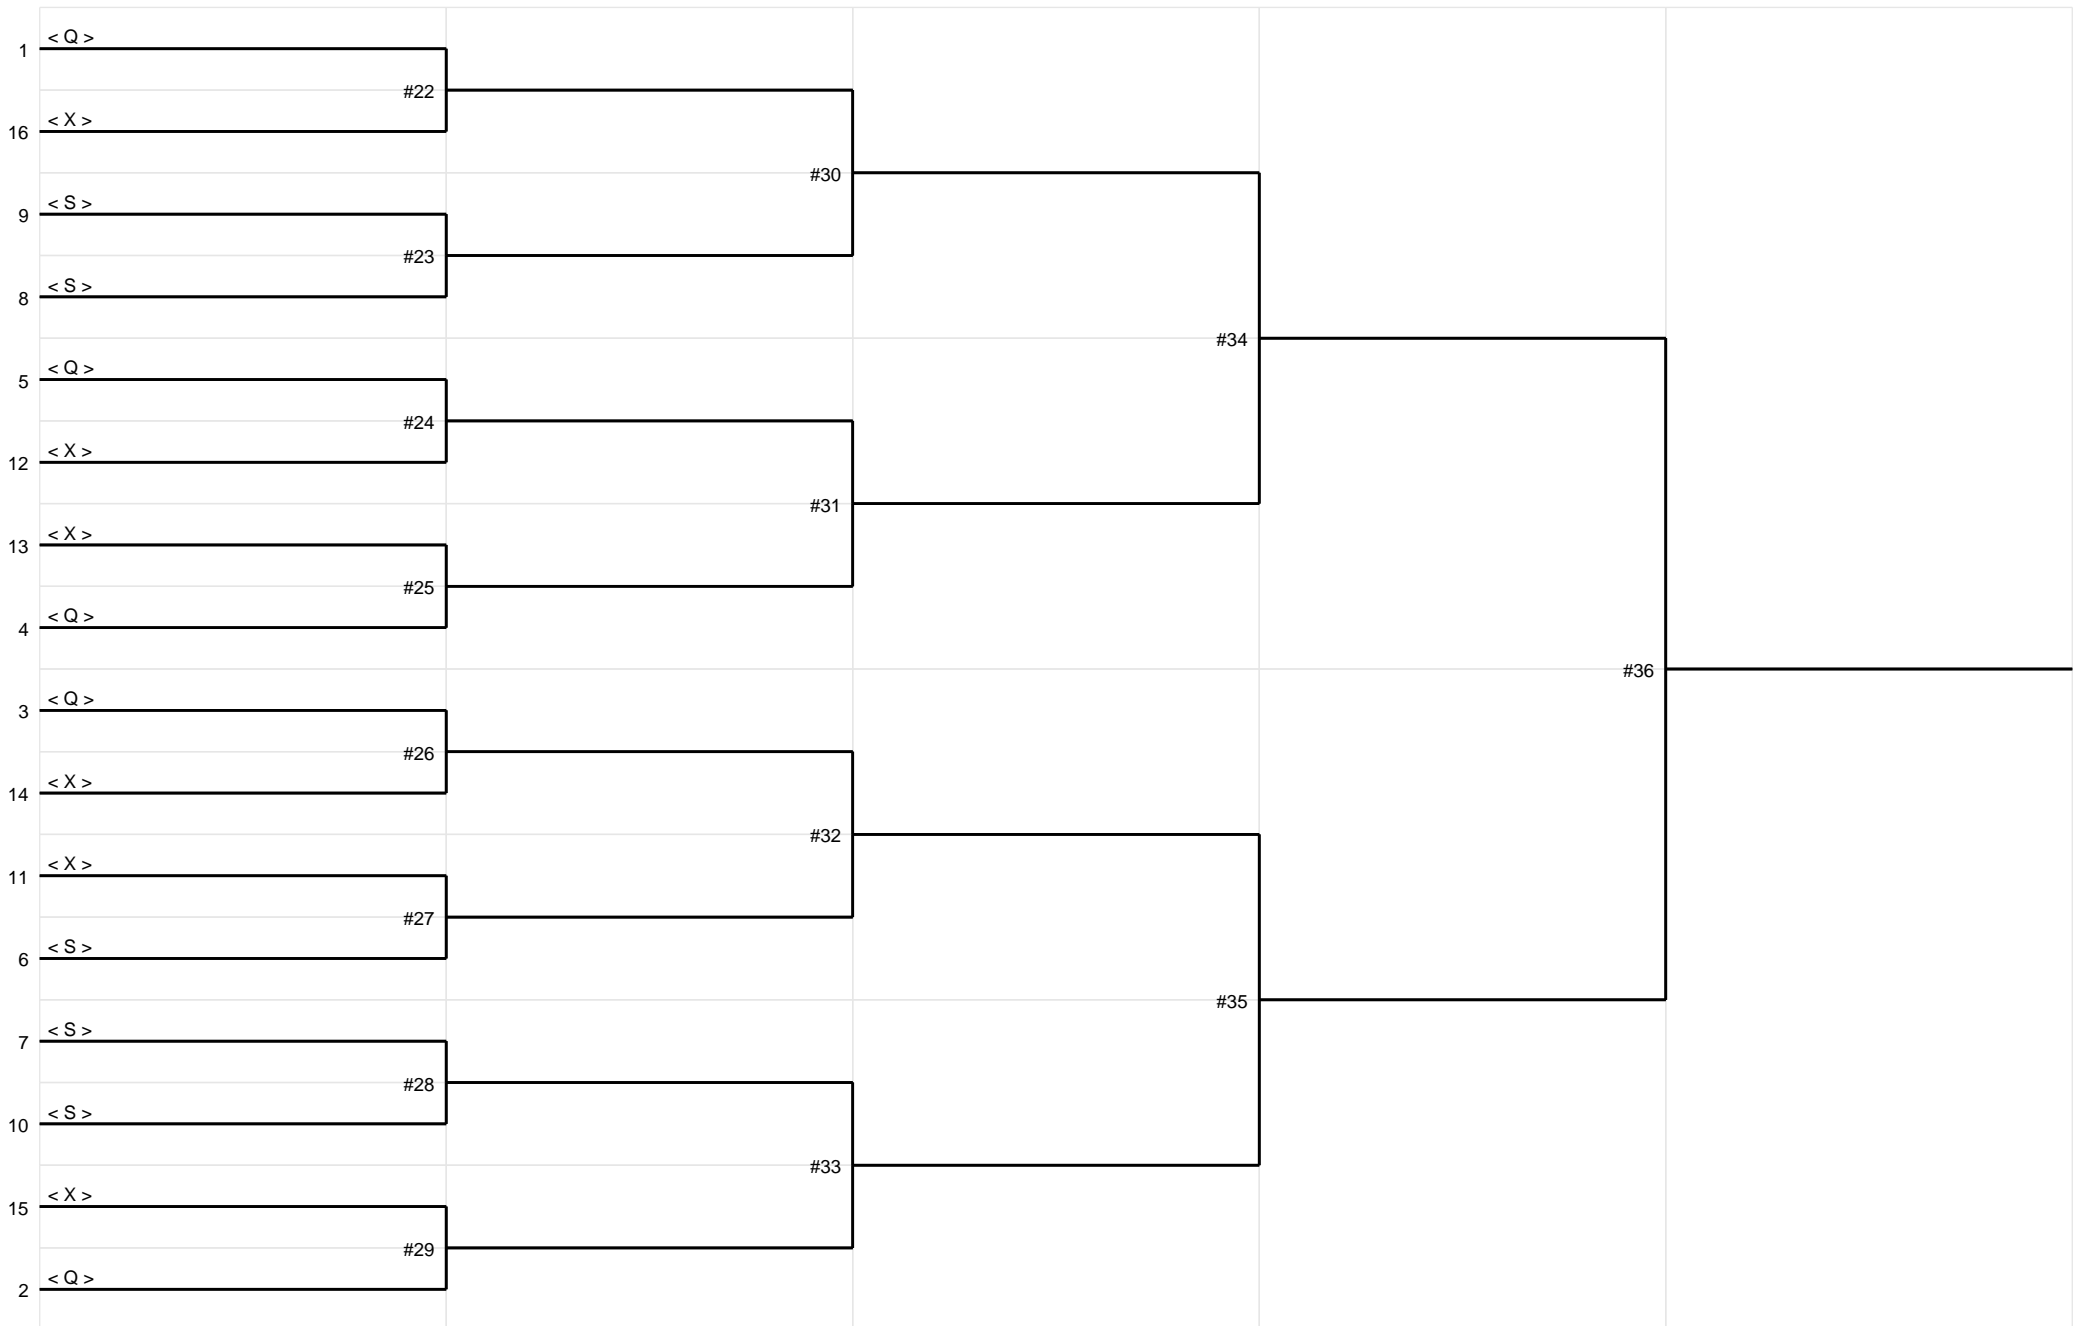 < Q >
1
#22
< X >
16
#30
< S >
9
#23
< S >
8
#34
< Q >
5
#24
< X >
12
#31
< X >
13
#25
< Q >
4
#36
< Q >
3
#26
< X >
14
#32
< X >
11
#27
< S >
6
#35
< S >
7
#28
< S >
10
#33
< X >
15
#29
< Q >
2